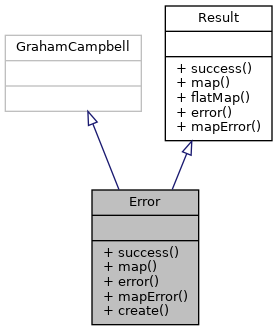 Result
GrahamCampbell
+ success()
+ map()
+ flatMap()
+ error()
+ mapError()
Error
+ success()
+ map()
+ error()
+ mapError()
+ create()